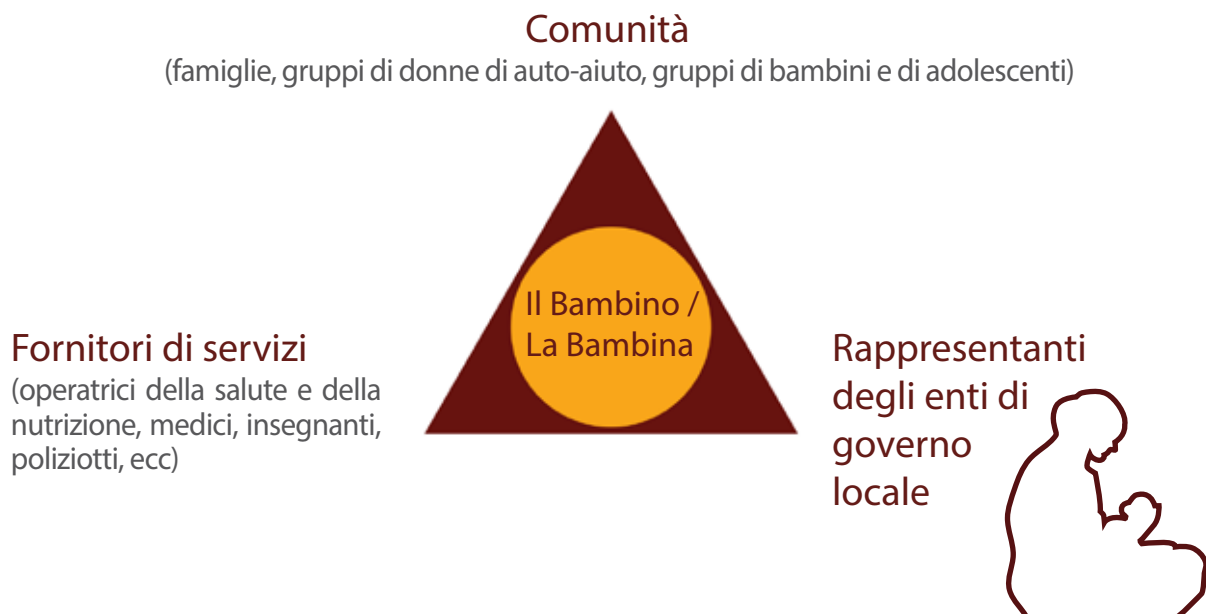 Comunità
(famiglie, gruppi di donne di auto-aiuto, gruppi di bambini e di adolescenti)
Il Bambino /
La Bambina
Fornitori di servizi
(operatrici della salute e della
nutrizione, medici, insegnanti,
poliziotti, ecc)
Rappresentanti
degli enti di
governo
locale